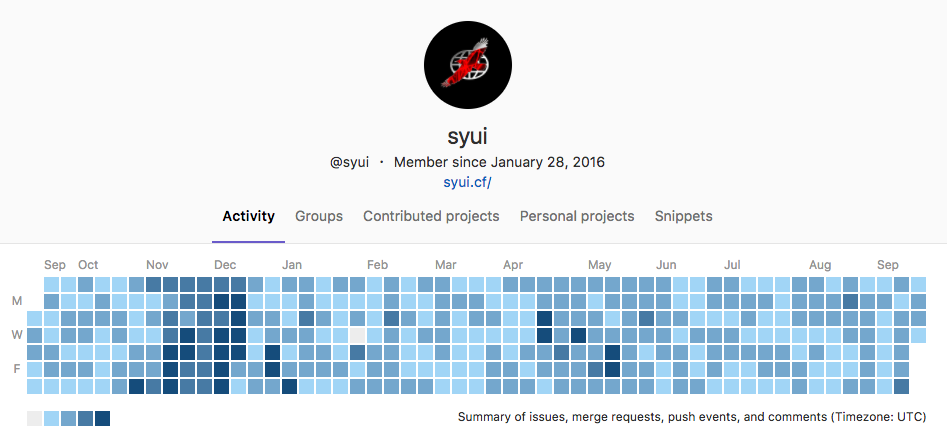 syui
@syui · Member since January 28, 2016
syui.cf/
Activity Groups Contributed projects Personal projects Snippets
Sep Oct Nov Dec Jan Feb Mar Apr May Jun Jul Aug Sep
M
W
F
Summary of issues, merge requests, push events, and comments (Timezone: UTC)